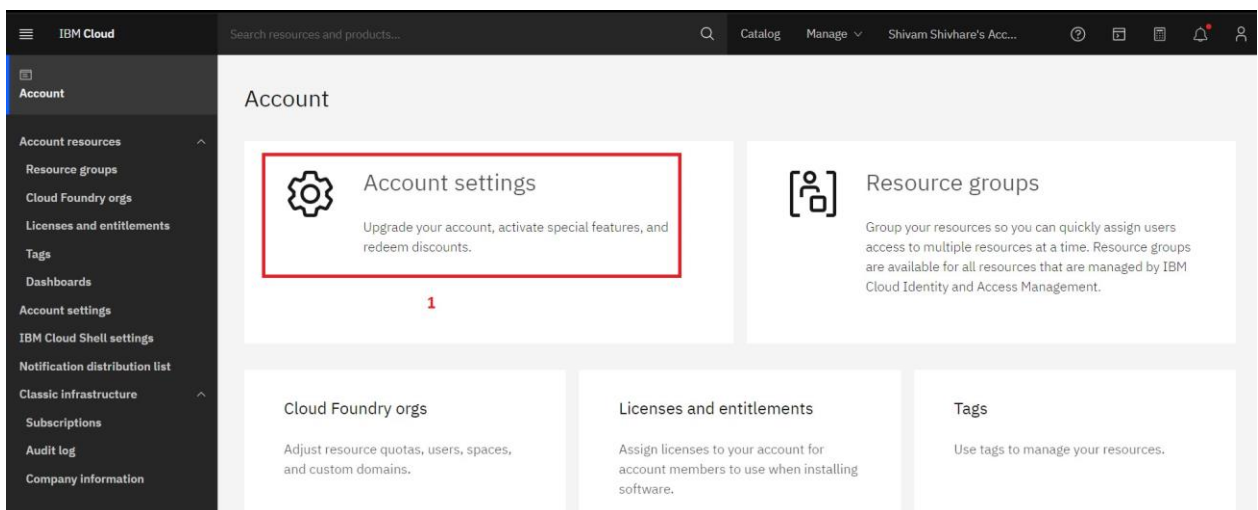 IBM Cloud
Search resources and products...
Catalog
Manage
Shivam Shivhare's Acc...
Account
Account resources
Resource groups
Cloud Foundry orgs
Licenses and entitlements
Tags
Dashboards
Account settings
IBM Cloud Shell settings
Notification distribution list
Classic infrastructure
Subscriptions
Audit log
Company information
Account
Account settings
Upgrade your account, activate special features, and
redeem discounts.
1
Resource groups
Group your resources so you can quickly assign users
access to multiple resources at a time. Resource groups
are available for all resources that are managed by IBM
Cloud Identity and Access Management.
Cloud Foundry orgs
Adjust resource quotas, users, spaces,
and custom domains.
Licenses and entitlements
Assign licenses to your account for
account members to use when installing
software.
Tags
Use tags to manage your resources.